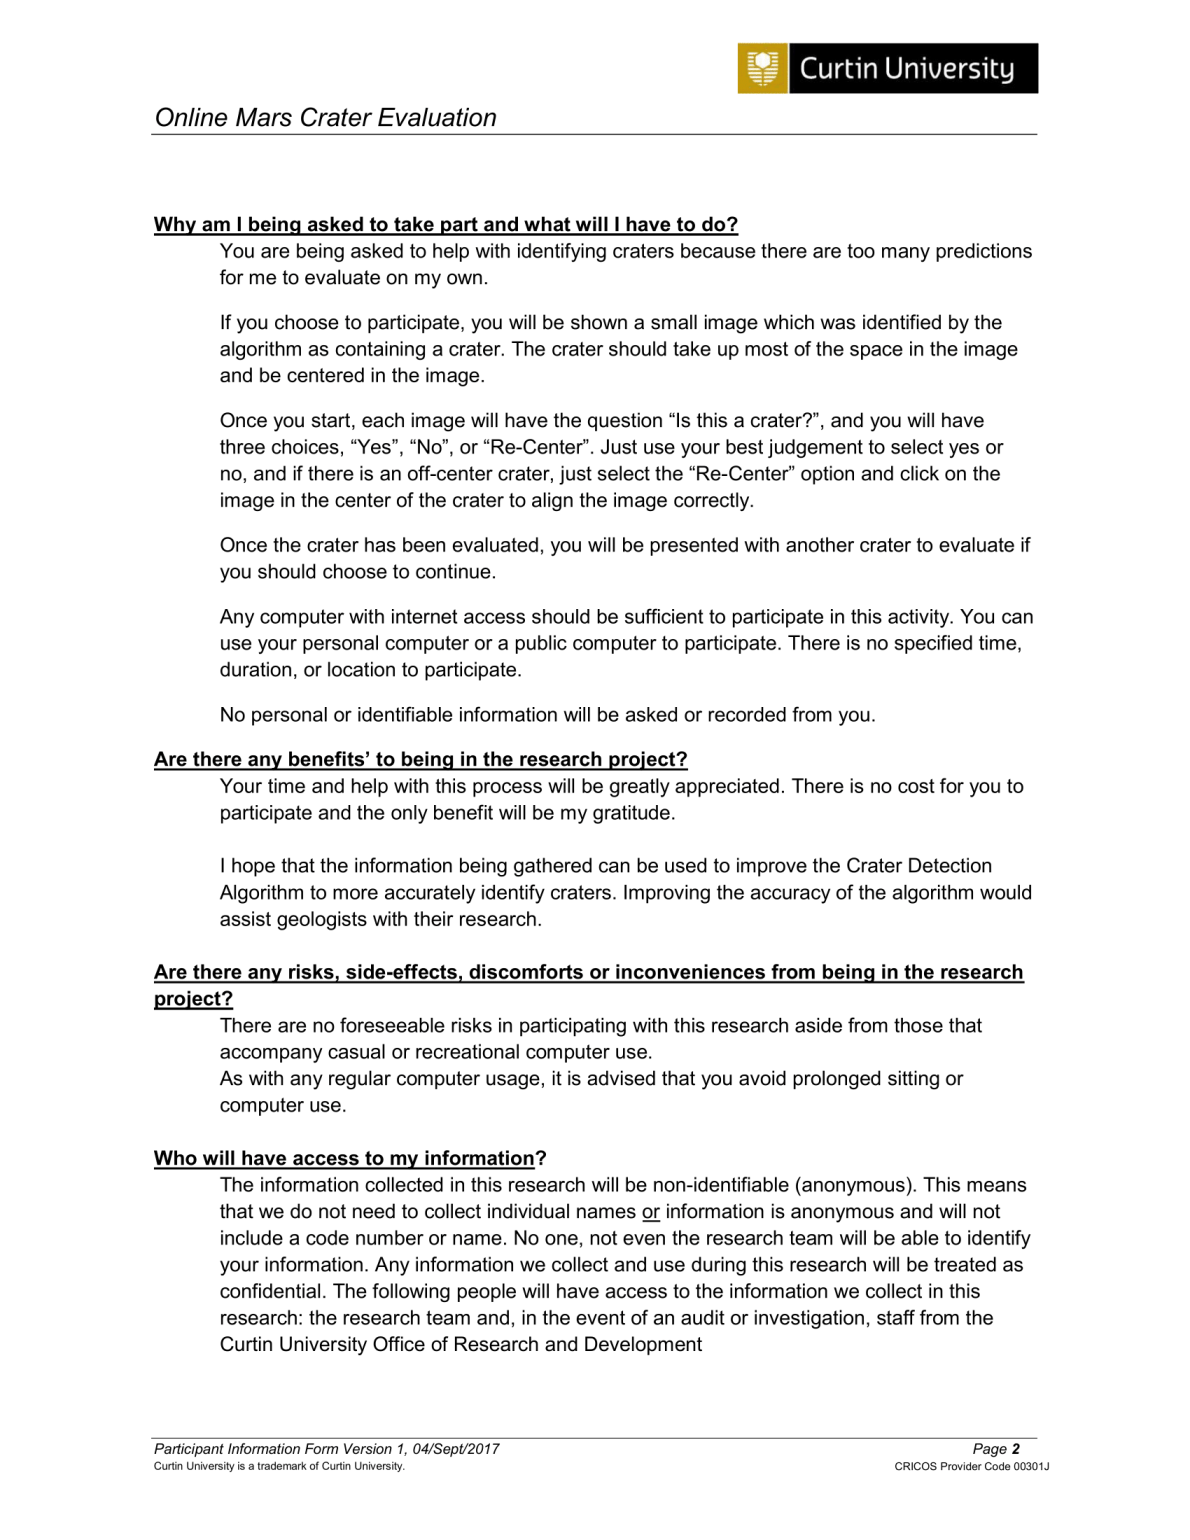 Curtin University
Online Mars Crater Evaluation
Why am I being asked to take part and what will I have to do?
You are being asked to help with identifying craters because there are too many predictions
for me to evaluate on my own.
If you choose to participate, you will be shown a small image which was identified by the
algorithm as containing a crater. The crater should take up most of the space in the image
and be centered in the image.
Once you start, each image will have the question “Is this a crater?”, and you will have
three choices, “Yes”, “No”, or “Re-Center”. Just use your best judgement to select yes or
no, and if there is an off-center crater, just select the “Re-Center” option and click on the
image in the center of the crater to align the image correctly.
Once the crater has been evaluated, you will be presented with another crater to evaluate if
you should choose to continue.
Any computer with internet access should be sufficient to participate in this activity. You can
use your personal computer or a public computer to participate. There is no specified time,
duration, or location to participate.
No personal or identifiable information will be asked or recorded from you.
Are there any benefits’ to being in the research project?
Your time and help with this process will be greatly appreciated. There is no cost for you to
participate and the only benefit will be my gratitude.
I hope that the information being gathered can be used to improve the Crater Detection
Algorithm to more accurately identify craters. Improving the accuracy of the algorithm would
assist geologists with their research.
Are there any risks, side-effects, discomforts or inconveniences from being in the research
project?
There are no foreseeable risks in participating with this research aside from those that
accompany casual or recreational computer use.
As with any regular computer usage, it is advised that you avoid prolonged sitting or
computer use.
Who will have access to my information?
The information collected in this research will be non-identifiable (anonymous). This means
that we do not need to collect individual names or information is anonymous and will not
include a code number or name. No one, not even the research team will be able to identify
your information. Any information we collect and use during this research will be treated as
confidential. The following people will have access to the information we collect in this
research: the research team and, in the event of an audit or investigation, staff from the
Curtin University Office of Research and Development
Participant Information Form Version 1, 04/Sept/2017 Page 2
Curtin University is a trademark of Curtin University. CRICOS Provider Code 00301J